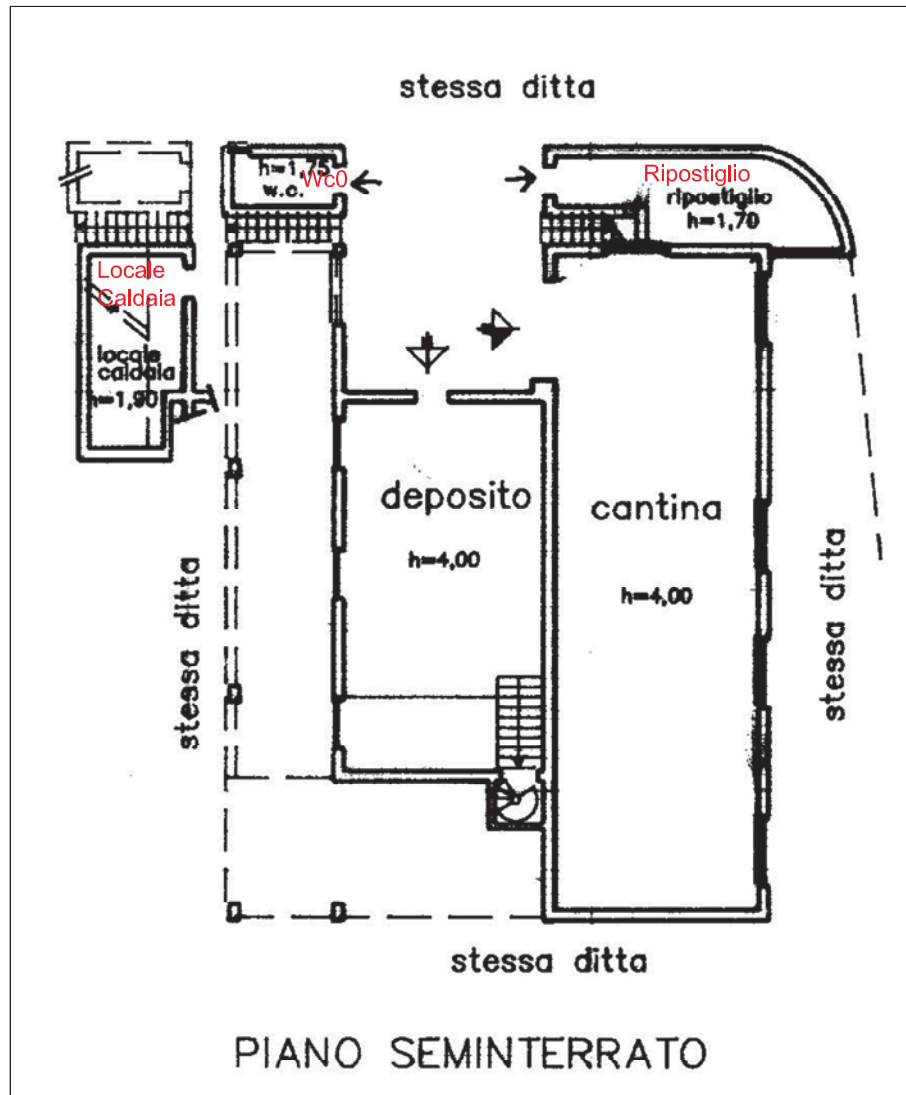 stessa ditta
h=1,75
Wc0
w.c.
Ripostiglio
ripostiglio
h=1,70
Locale
Caldaia
locale
caldaia
h=1,90
deposito
h=4,00
cantina
h=4,00
stessa ditta
stessa ditta
stessa ditta
PIANO SEMINTERRATO